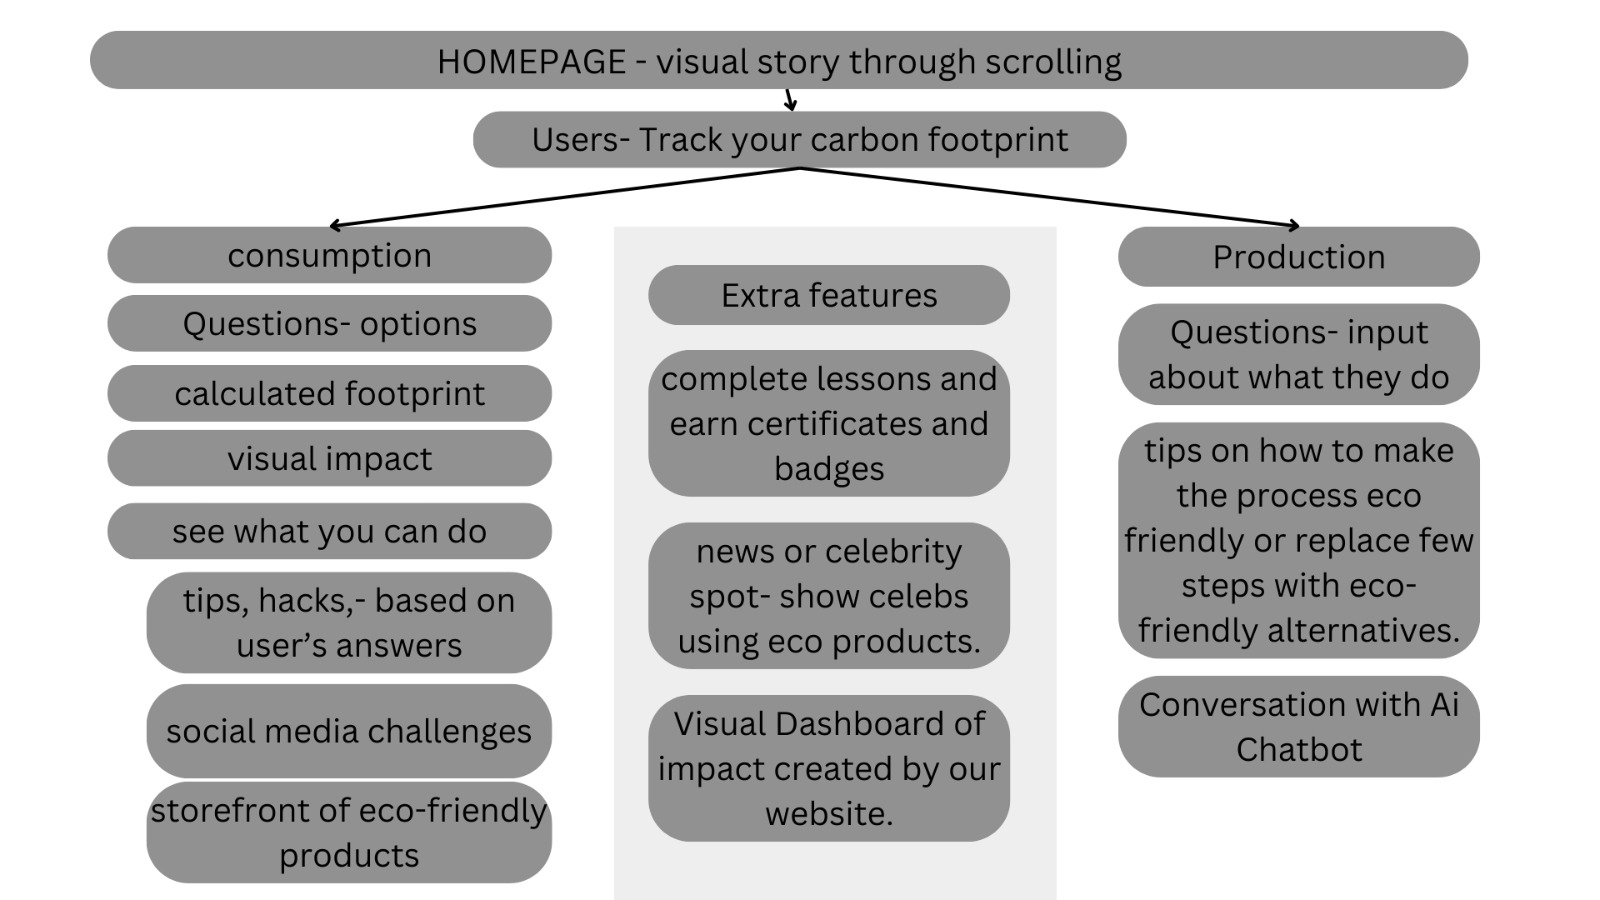 HOMEPAGE - visual story through scrolling
Users- Track your carbon footprint
consumption
Questions- options
calculated footprint
visual impact
see what you can do
tips, hacks,- based on
user’s answers
social media challenges
storefront of eco-friendly
products
Extra features
complete lessons and
earn certificates and
badges
news or celebrity
spot- show celebs
using eco products.
Visual Dashboard of
impact created by our
website.
Production
Questions- input
about what they do
tips on how to make
the process eco
friendly or replace few
steps with eco-
friendly alternatives.
Conversation with Ai
Chatbot